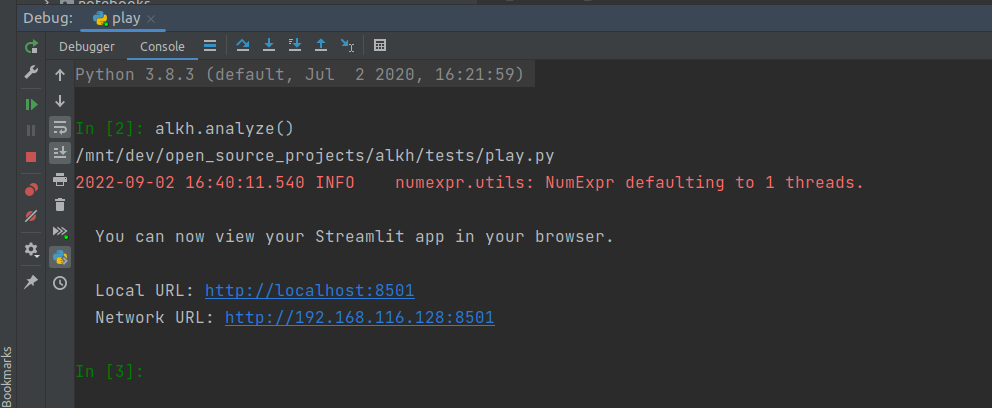 notebooks
Debug: play
Debugger Console
Python 3.8.3 (default, Jul  2 2020, 16:21:59)
In [2]: alkh.analyze()
/mnt/dev/open_source_projects/alkh/tests/play.py
2022-09-02 16:40:11.540 INFO    numexpr.utils: NumExpr defaulting to 1 threads.
You can now view your Streamlit app in your browser.
Local URL: http://localhost:8501
Network URL: http://192.168.116.128:8501
In [3]:
Bookmarks